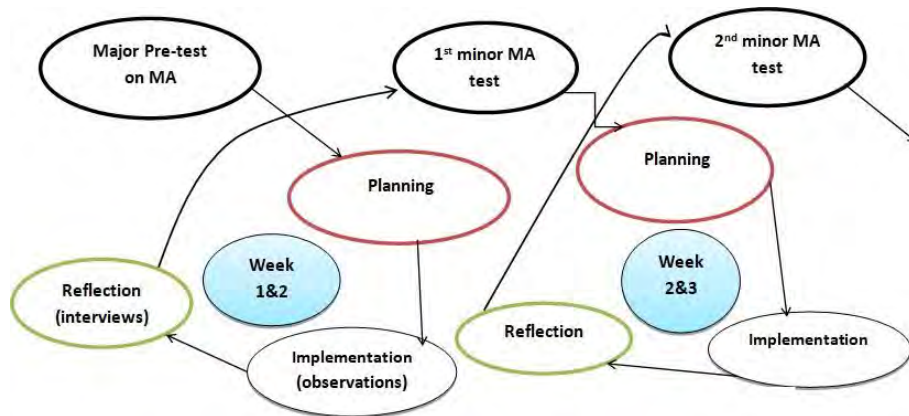 Major Pre-test
on MA
1st minor MA
test
2nd minor MA
test
Planning
Planning
Week
1&2
Week
2&3
Reflection
(interviews)
Reflection
Implementation
(observations)
Implementation